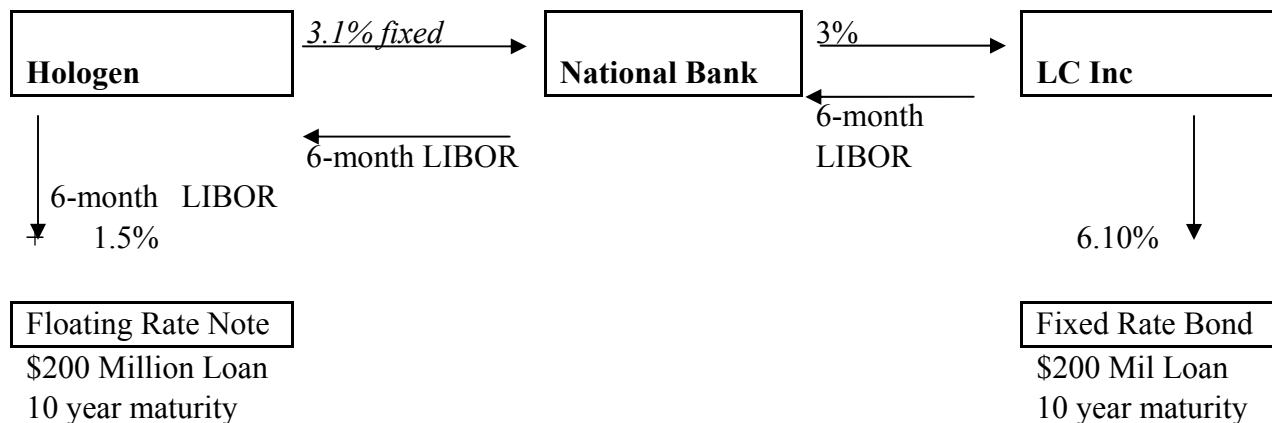 3.1% fixed
3%
Hologen
National Bank
LC Inc
6-month
LIBOR
6-month LIBOR
6-month LIBOR
+ 1.5%
6.10%
Floating Rate Note
Fixed Rate Bond
$200 Million Loan
$200 Mil Loan
10 year maturity
10 year maturity